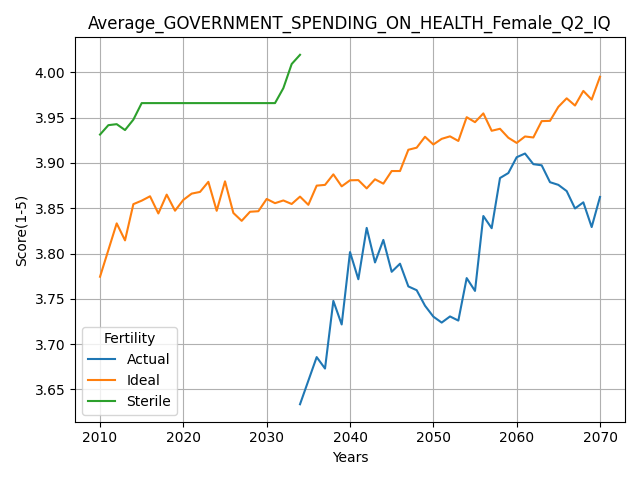 Average_GOVERNMENT_SPENDING_ON_HEALTH_Female_Q2_IQ
Score(1-5)
4.00
3.95
3.90
3.85
3.80
3.75
3.70
3.65
Fertility
Actual
Ideal
Sterile
2010 2020 2030 2040 2050 2060 2070
Years